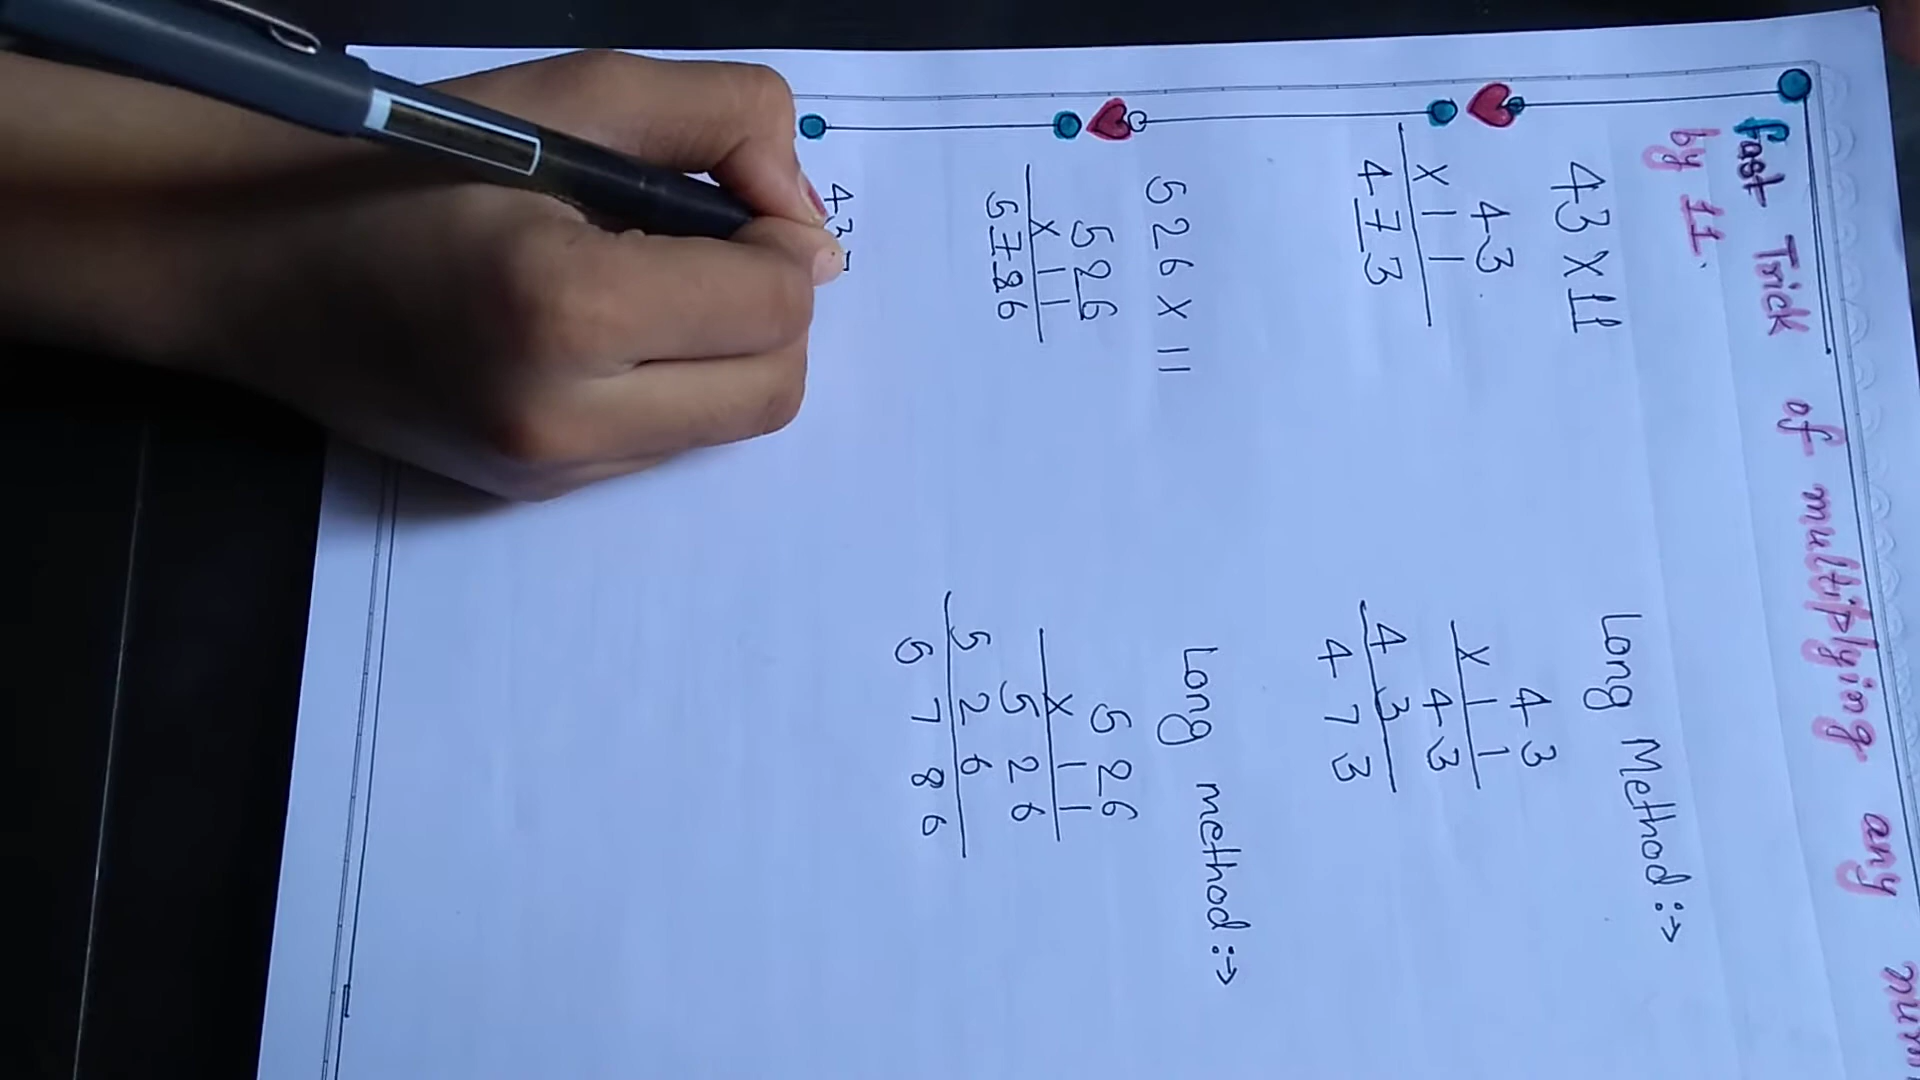 Fast Trick of multiplying any
by 11.
43 x 11
43
x 11
473
Long Method :->
43
x 11
43
43
473
526 x 11
526
x 11
5786
Long method :->
526
x 11
526
526
5786
43